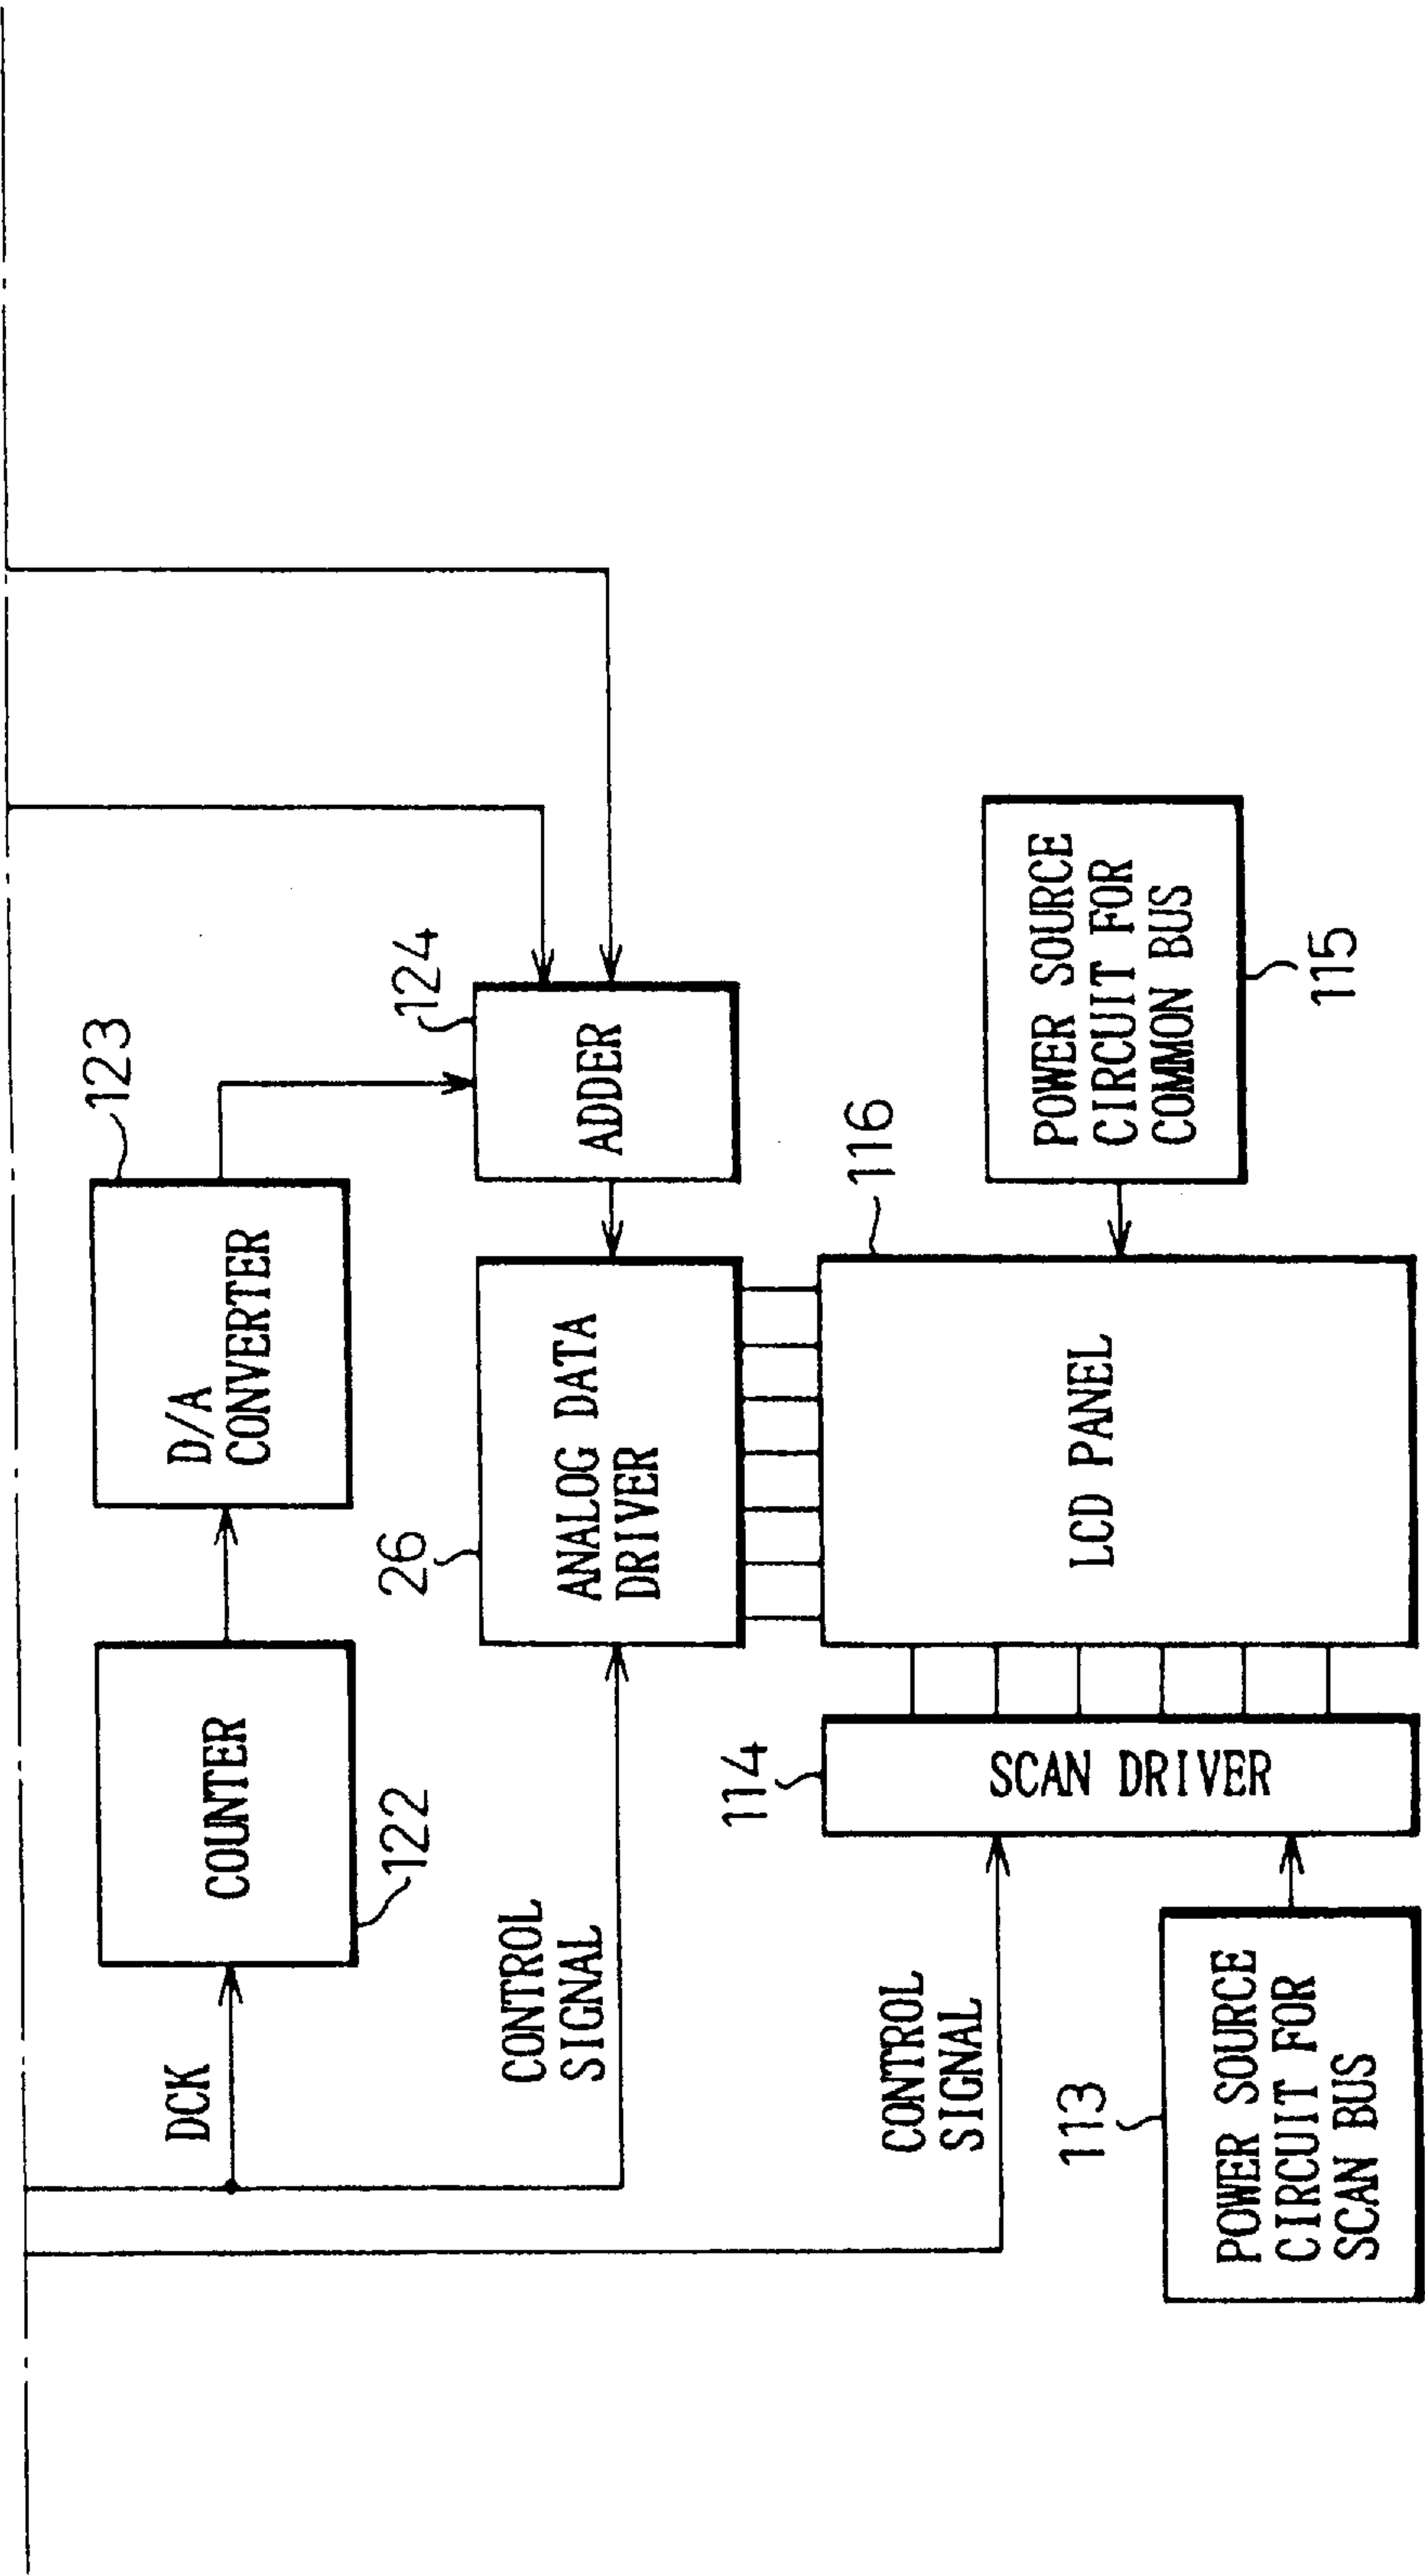 DCK
COUNTER
122
D/A
CONVERTER
123
CONTROL
SIGNAL
26
ANALOG DATA
DRIVER
ADDER
124
CONTROL
SIGNAL
114
SCAN DRIVER
LCD PANEL
116
POWER SOURCE
CIRCUIT FOR
COMMON BUS
115
113
POWER SOURCE
CIRCUIT FOR
SCAN BUS